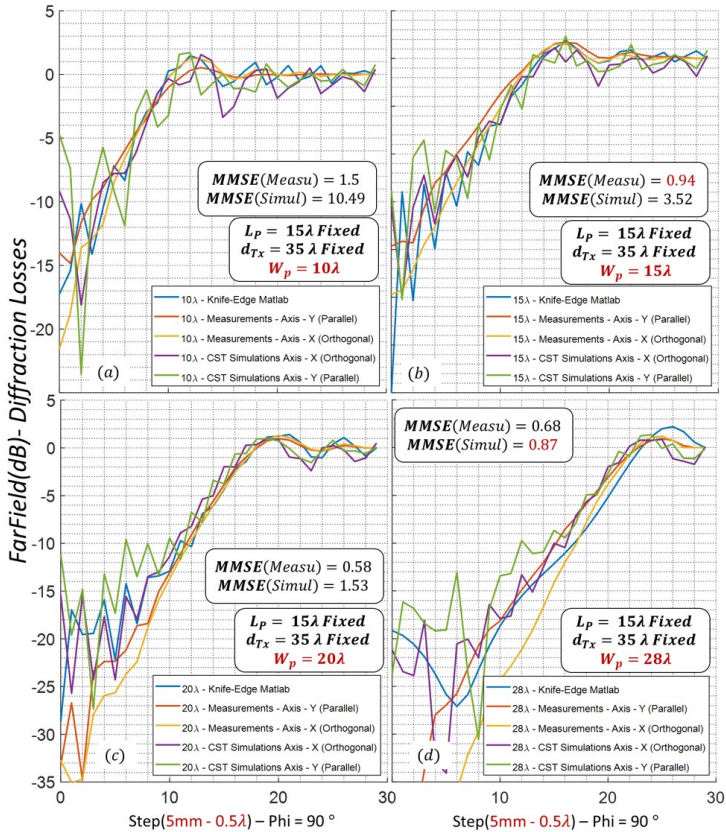 FarField(dB)- Diffraction Losses
5
0
-5
-10
-15
-20
MMSE(Measu) = 1.5
MMSE(Simul) = 10.49
L_P = 15λ Fixed
d_Tx = 35 λ Fixed
W_p = 10λ
10λ - Knife-Edge Matlab
10λ - Measurements - Axis - Y (Parallel)
10λ - Measurements - Axis - X (Orthogonal)
10λ - CST Simulations Axis - X (Orthogonal)
10λ - CST Simulations Axis - Y (Parallel)
(a)
MMSE(Measu) = 0.94
MMSE(Simul) = 3.52
L_P = 15λ Fixed
d_Tx = 35 λ Fixed
W_p = 15λ
15λ - Knife-Edge Matlab
15λ - Measurements - Axis - Y (Parallel)
15λ - Measurements - Axis - X (Orthogonal)
15λ - CST Simulations Axis - X (Orthogonal)
15λ - CST Simulations Axis - Y (Parallel)
(b)
5
0
-5
-10
-15
-20
-25
-30
-35
MMSE(Measu) = 0.58
MMSE(Simul) = 1.53
L_P = 15λ Fixed
d_Tx = 35 λ Fixed
W_p = 20λ
20λ - Knife-Edge Matlab
20λ - Measurements - Axis - Y (Parallel)
20λ - Measurements - Axis - X (Orthogonal)
20λ - CST Simulations Axis - X (Orthogonal)
20λ - CST Simulations Axis - Y (Parallel)
(c)
MMSE(Measu) = 0.68
MMSE(Simul) = 0.87
L_P = 15λ Fixed
d_Tx = 35 λ Fixed
W_p = 28λ
28λ - Knife-Edge Matlab
28λ - Measurements - Axis - Y (Parallel)
28λ - Measurements - Axis - X (Orthogonal)
28λ - CST Simulations Axis - X (Orthogonal)
28λ - CST Simulations Axis - Y (Parallel)
(d)
0 10 20 30 0 10 20 30
Step(5mm - 0.5λ) – Phi = 90 ° Step(5mm - 0.5λ) – Phi = 90 °